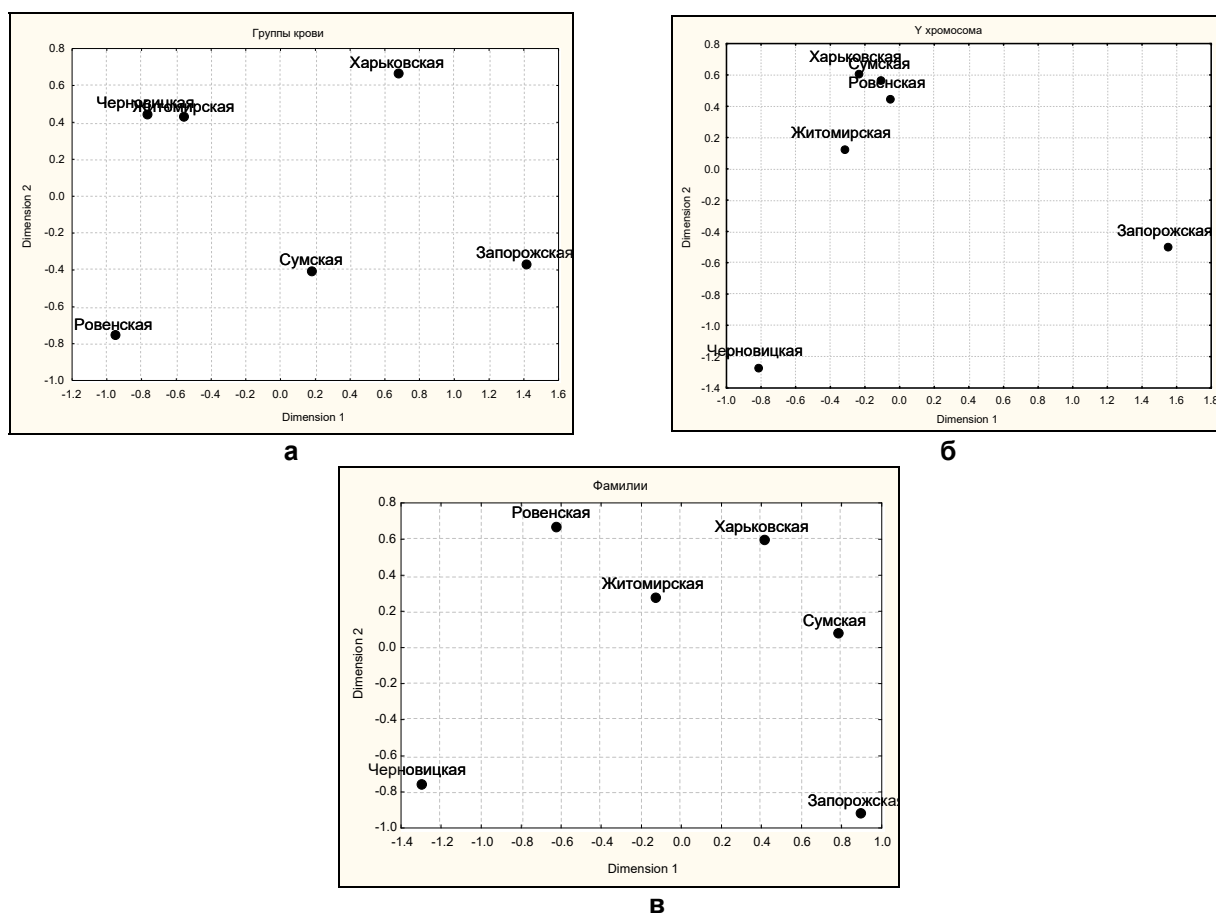 Группы крови
0.8
0.6
0.4
0.2
0.0
-0.2
-0.4
-0.6
-0.8
-1.0
Dimension 2
Харьковская
Черновицкая
Житомирская
Сумская
Запорожская
Ровенская
-1.2 -1.0 -0.8 -0.6 -0.4 -0.2 0.0 0.2 0.4 0.6 0.8 1.0 1.2 1.4 1.6
Dimension 1
а
Y хромосома
0.8
0.6
0.4
0.2
0.0
-0.2
-0.4
-0.6
-0.8
-1.0
-1.2
-1.4
Dimension 2
Харьковская
Сумская
Ровенская
Житомирская
Запорожская
Черновицкая
-1.0 -0.8 -0.6 -0.4 -0.2 0.0 0.2 0.4 0.6 0.8 1.0 1.2 1.4 1.6 1.8
Dimension 1
б
Фамилии
0.8
0.6
0.4
0.2
0.0
-0.2
-0.4
-0.6
-0.8
-1.0
Dimension 2
Ровенская
Харьковская
Житомирская
Сумская
Черновицкая
Запорожская
-1.4 -1.2 -1.0 -0.8 -0.6 -0.4 -0.2 0.0 0.2 0.4 0.6 0.8 1.0
Dimension 1
в